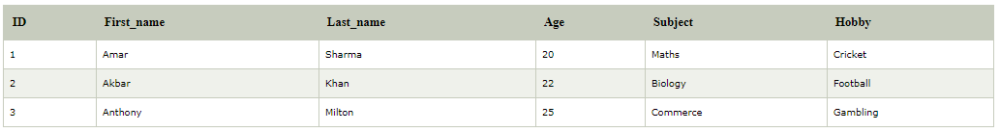 ID First_name Last_name Age Subject Hobby
1 Amar Sharma 20 Maths Cricket
2 Akbar Khan 22 Biology Football
3 Anthony Milton 25 Commerce Gambling